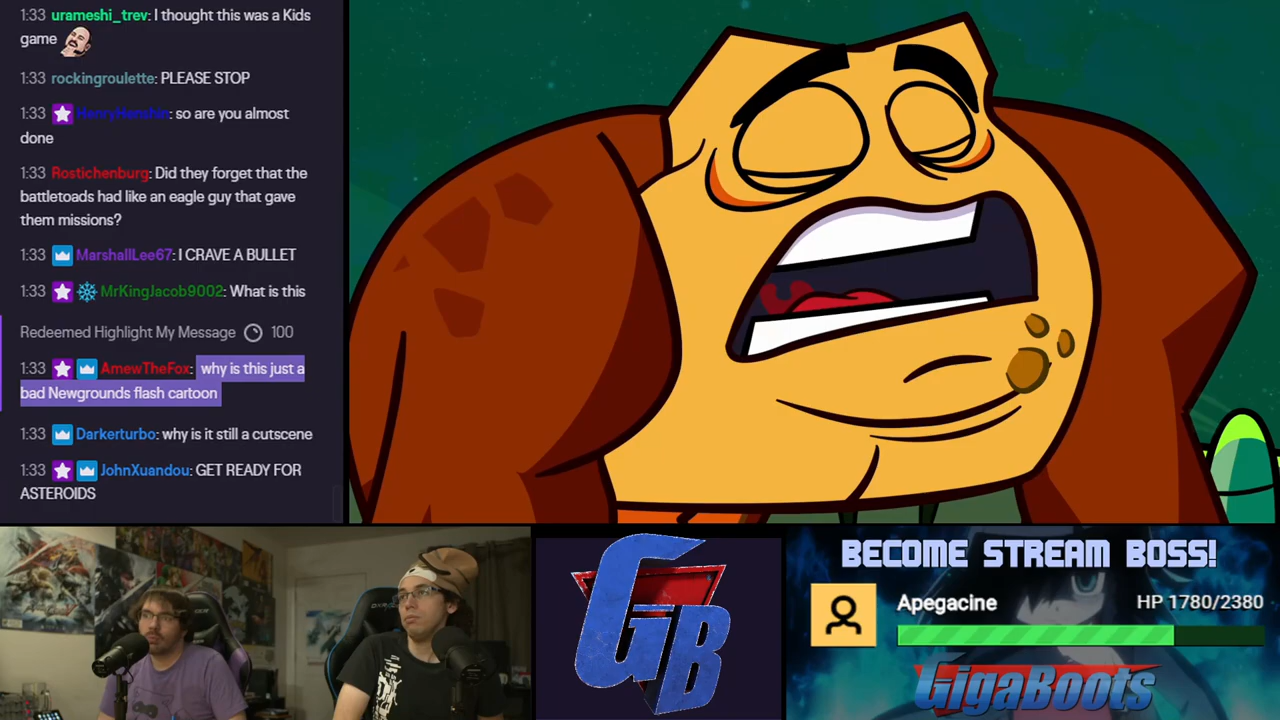 1:33 urameshi_trev: I thought this was a Kids
game
1:33 rockingroulette: PLEASE STOP
1:33 HenryHenshin: so are you almost
done
1:33 Rostichenburg: Did they forget that the
battletoads had like an eagle guy that gave
them missions?
1:33 MarshallLee67: I CRAVE A BULLET
1:33 MrKingJacob9002: What is this
Redeemed Highlight My Message 100
1:33 AmewTheFox: why is this just a
bad Newgrounds flash cartoon
1:33 Darkerturbo: why is it still a cutscene
1:33 JohnXuandou: GET READY FOR
ASTEROIDS
GB
BECOME STREAM BOSS!
Apegacine HP 1780/2380
GIGABOOTS